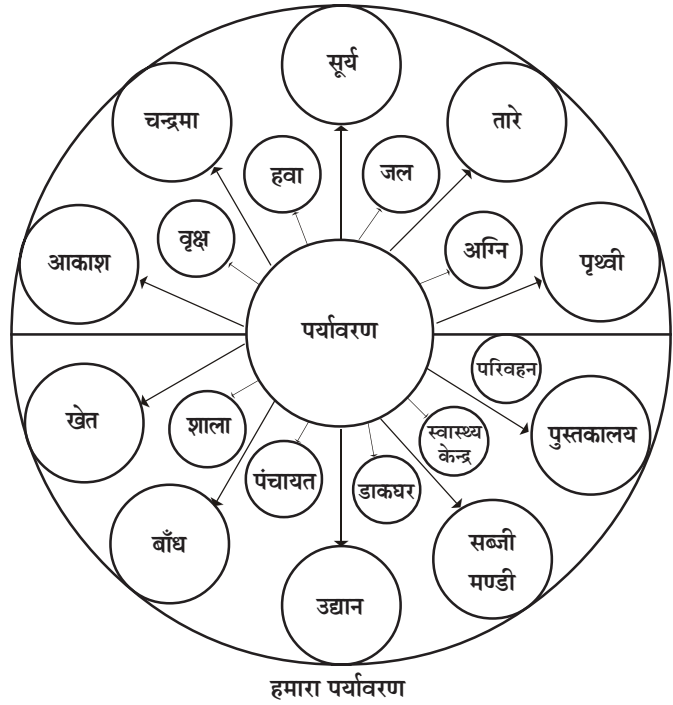 सूर्य
चन्द्रमा
तारे
हवा
जल
वृक्ष
अग्नि
आकाश
पृथ्वी
पर्यावरण
परिवहन
खेत
शाला
स्वास्थ्य
केन्द्र
पुस्तकालय
पंचायत
डाकघर
बाँध
सब्जी
मण्डी
उद्यान
हमारा पर्यावरण